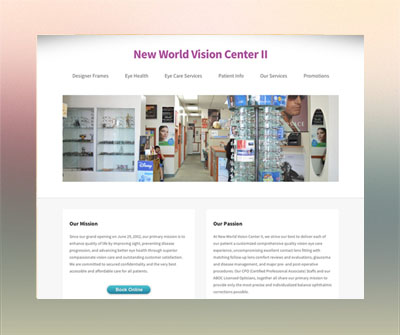 New World Vision Center II
Designer Frames Eye Health Eye Care Services Patient Info Our Services Promotions
Disney
Our Mission
Since our grand opening on June 29, 2002, our primary mission is to
enhance quality of life by improving sight, preventing disease
progression, and advancing better eye health through superior
compassionate vision care and outstanding customer satisfaction.
We are committed to secured confidentiality, and the very best
accessible and affordable care for all patients.
Book Online
Our Passion
At New World Vision Center II, we strive our best to deliver each of
our patient a customized comprehensive quality vision eye care
experience, encompassing excellent contact lens fitting with
matching follow up lens comfort reviews and evaluations, glaucoma
and disease management, and major pre- and post-operative
procedures. Our CPO (Certified Professional Associate) Staffs and our
ABOC Licensed Opticians, together all share our primary mission to
provide only the most precise and individualized balance ophthalmic
corrections possible.